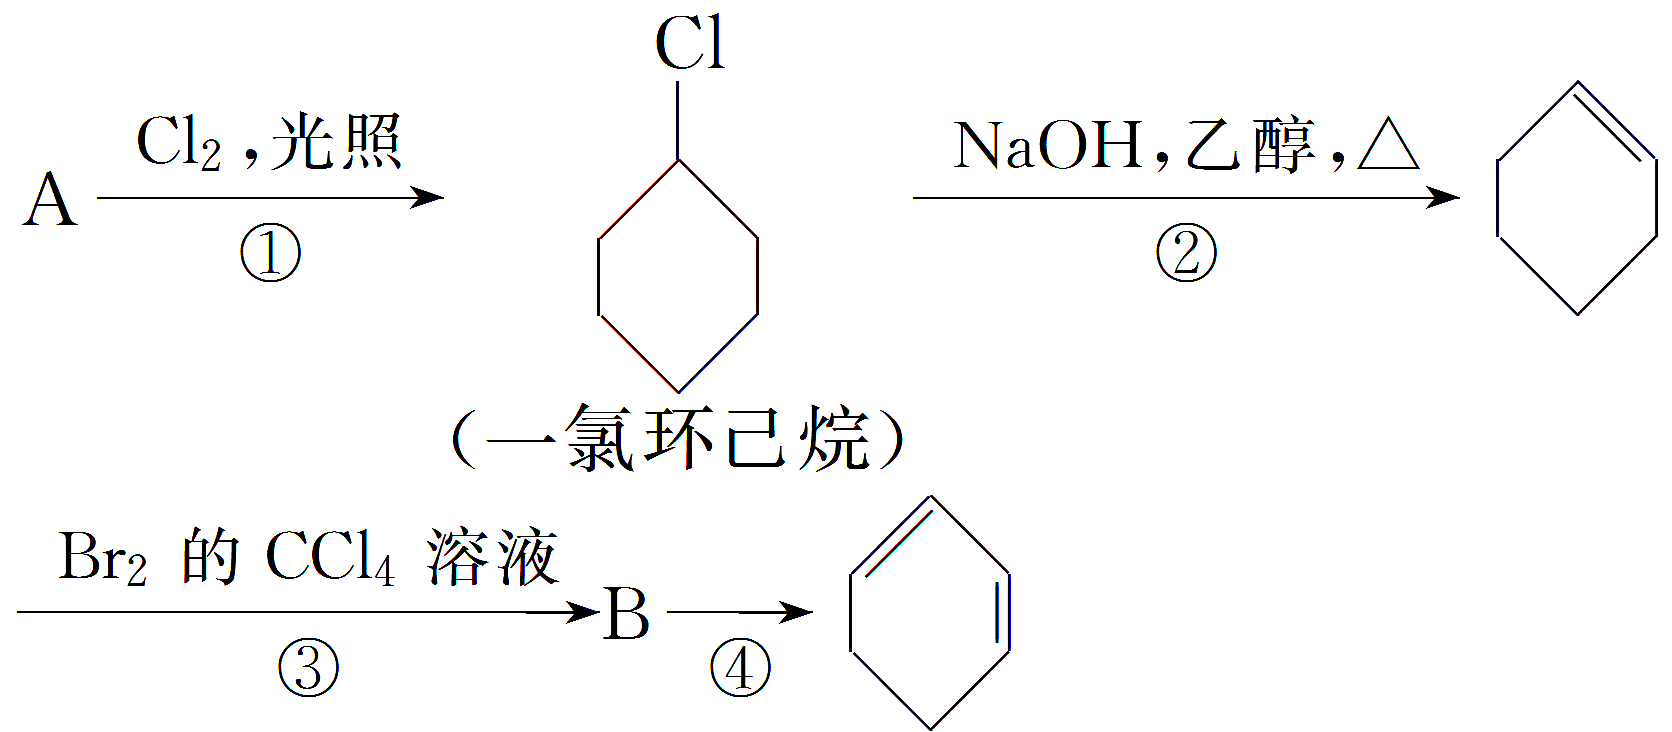 Cl
A Cl₂,光照 ① NaOH,乙醇,△ ②
(一氯环己烷)
Br₂ 的 CCl₄ 溶液 ③ B ④